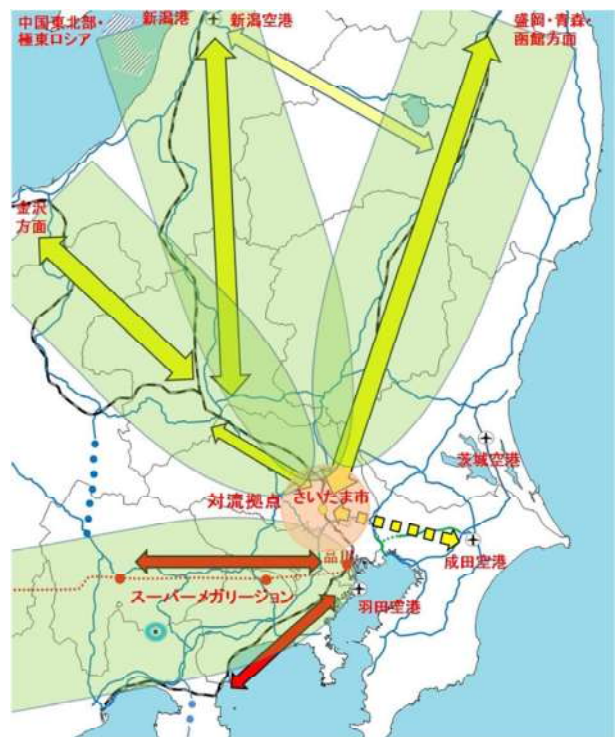 中国東北部・
極東ロシア
新潟港
新潟空港
盛岡・青森・
函館方面
金沢
方面
茨城空港
対流拠点
さいたま市
成田空港
品川
スーパーメガリージョン
羽田空港